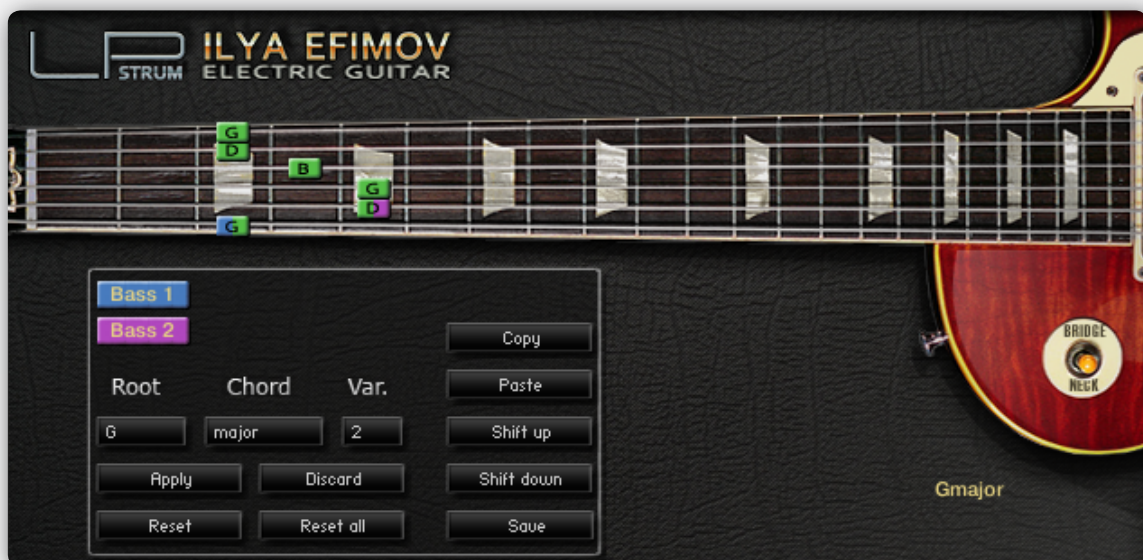 LP STRUM
ILYA EFIMOV
ELECTRIC GUITAR
G
D
B
G
D
G
Bass 1
Bass 2
Root Chord Var.
G major 2
Apply Discard
Reset Reset all
Copy
Paste
Shift up
Shift down
Save
BRIDGE
NECK
Gmajor